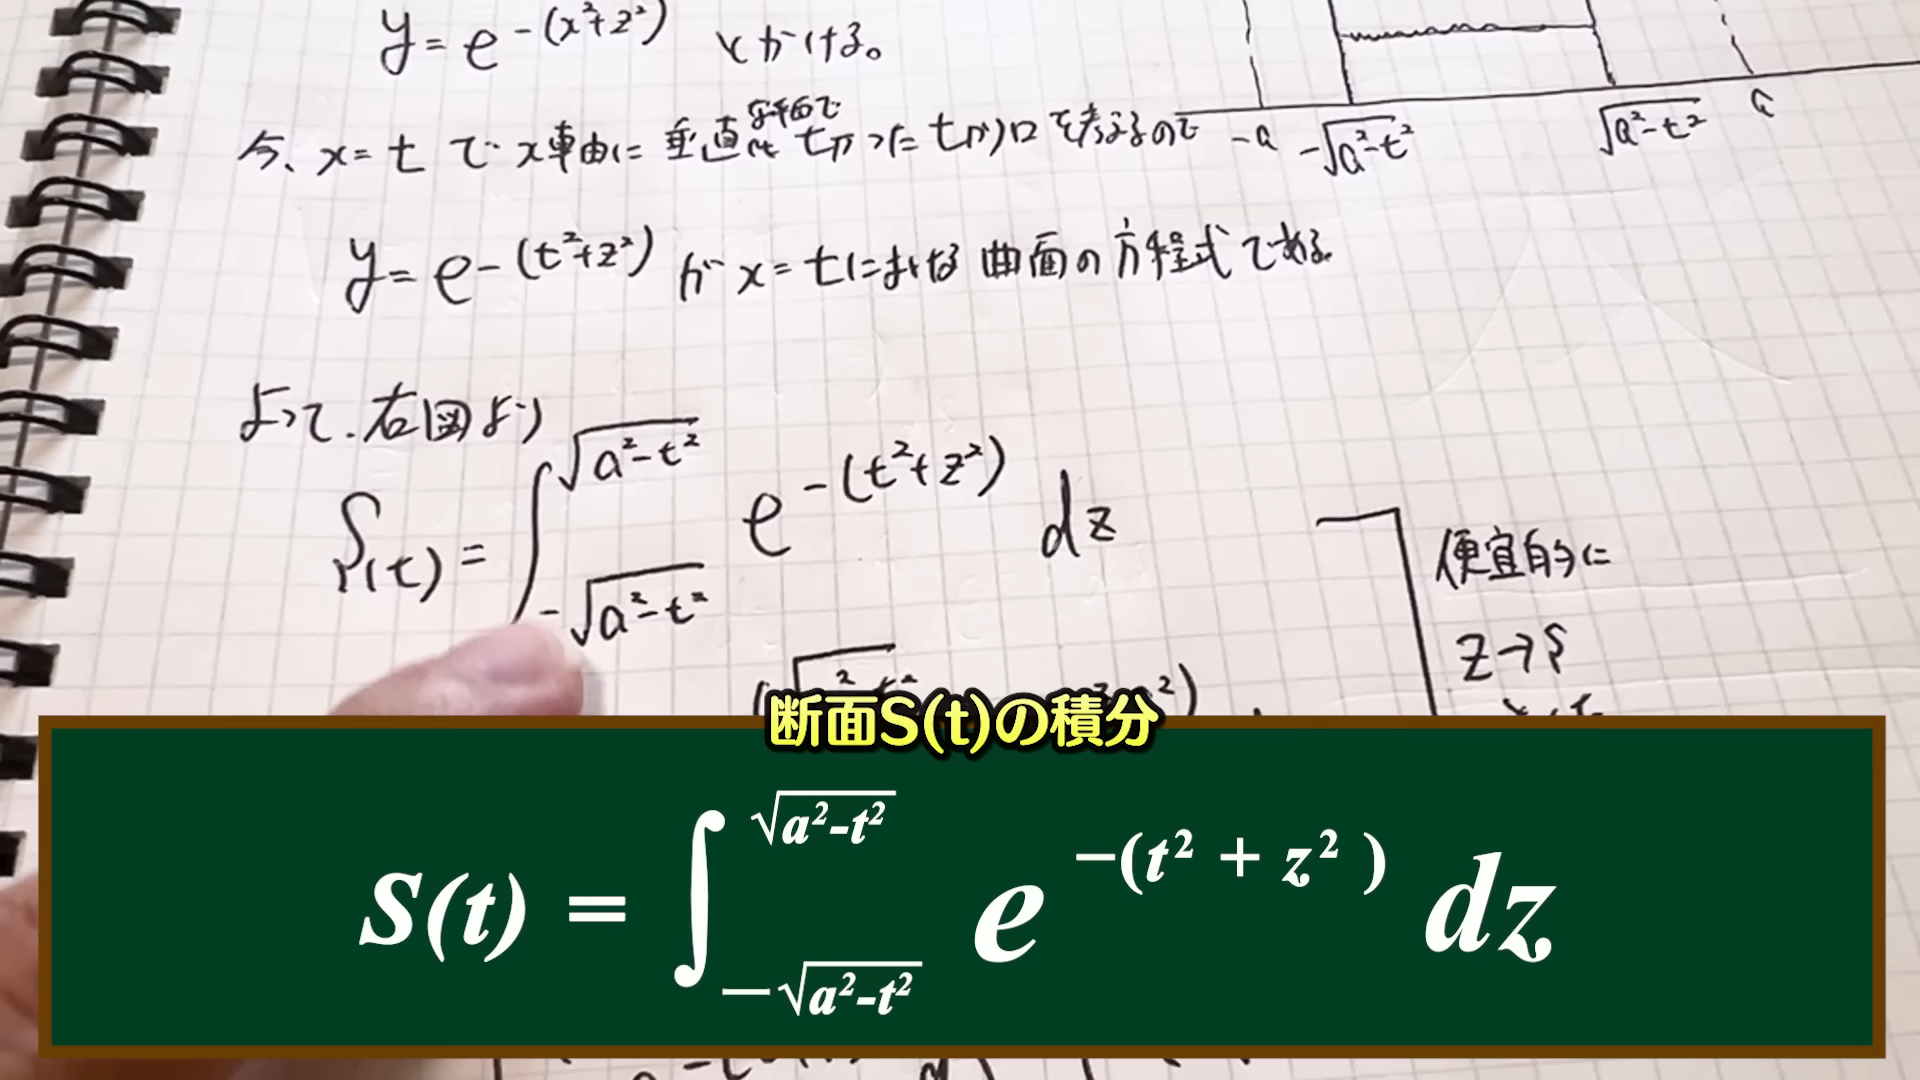 y = e^-(x²+z²) とかける。
今、x = t で x軸に垂直な平面で切った切り口を考えるので
-a -√a²-t² √a²-t² a
y = e^-(t²+z²) が x = t における曲面の方程式である。
よって、右図より
S(t) = ∫_{-√a²-t²}^{√a²-t²} e^-(t²+z²) dz
便宜的に
z→s
断面S(t)の積分
S(t) = ∫_{-√a²-t²}^{√a²-t²} e^-(t² + z²) dz